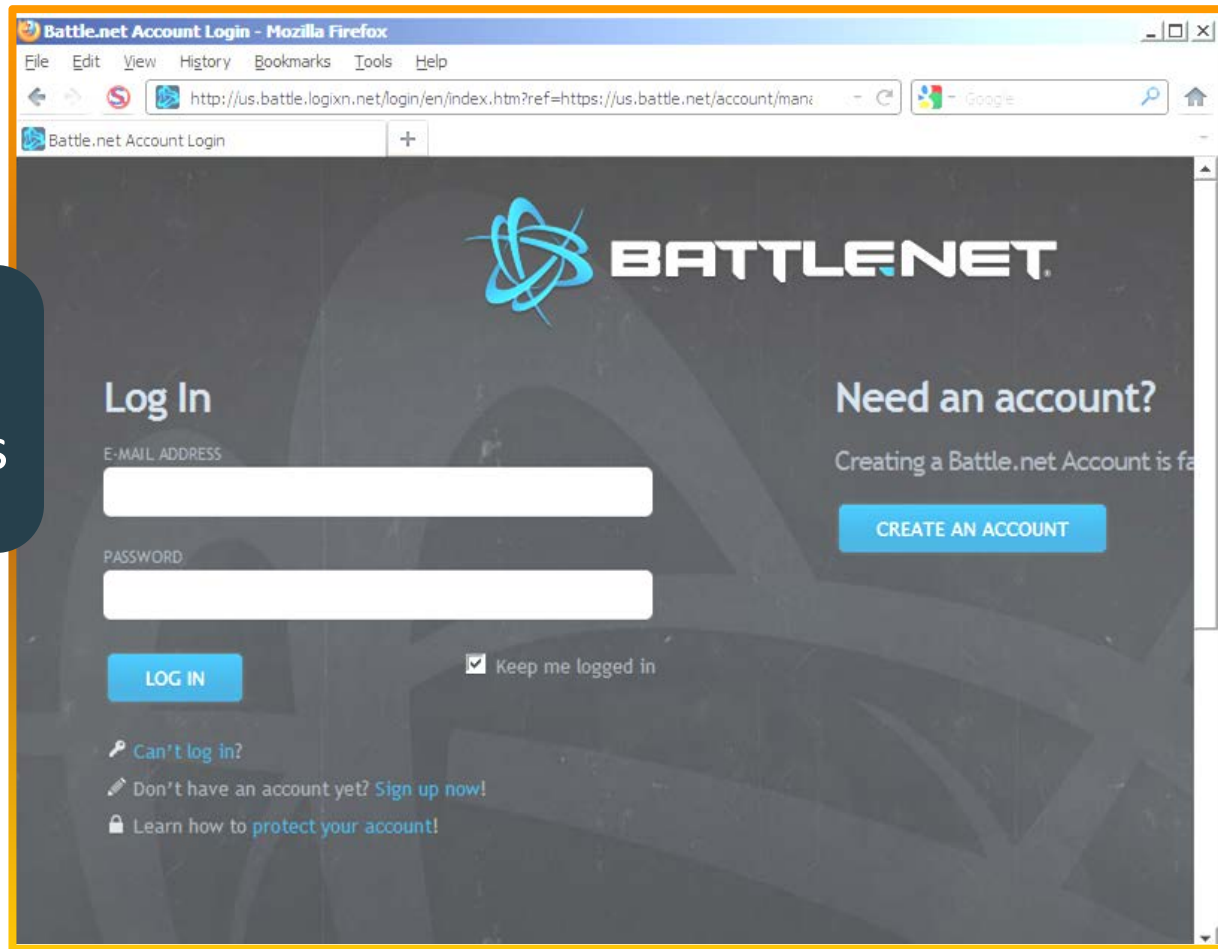 Battle.net Account Login - Mozilla Firefox
File Edit View History Bookmarks Tools Help
http://us.battle.logixn.net/login/en/index.htm?ref=https://us.battle.net/account/mana
Google
Battle.net Account Login
BATTLE.NET
Log In
Need an account?
s
E-MAIL ADDRESS
Creating a Battle.net Account is fa
CREATE AN ACCOUNT
PASSWORD
LOG IN
Keep me logged in
Can't log in?
Don't have an account yet? Sign up now!
Learn how to protect your account!